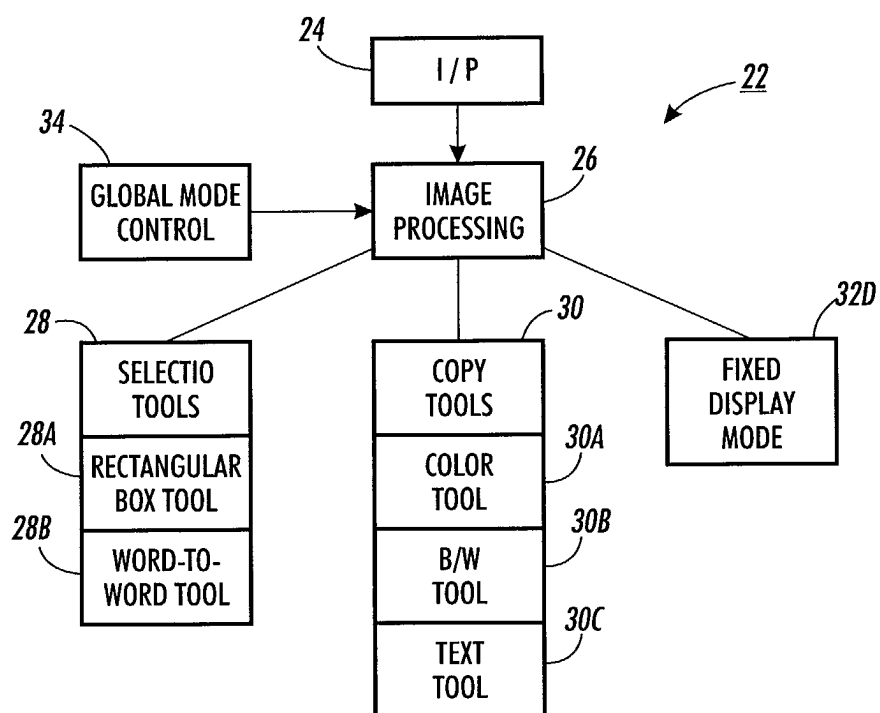 24
I / P
22
34
GLOBAL MODE
CONTROL
26
IMAGE
PROCESSING
28
SELECTIO
TOOLS
28A
RECTANGULAR
BOX TOOL
28B
WORD-TO-
WORD TOOL
30
COPY
TOOLS
30A
COLOR
TOOL
30B
B/W
TOOL
30C
TEXT
TOOL
32D
FIXED
DISPLAY
MODE